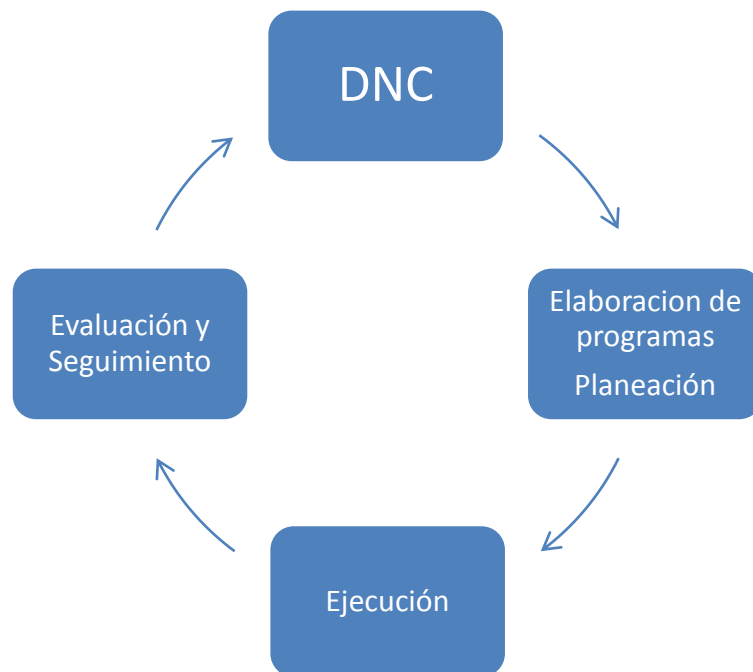 DNC
Elaboracion de
programas
Planeación
Ejecución
Evaluación y
Seguimiento